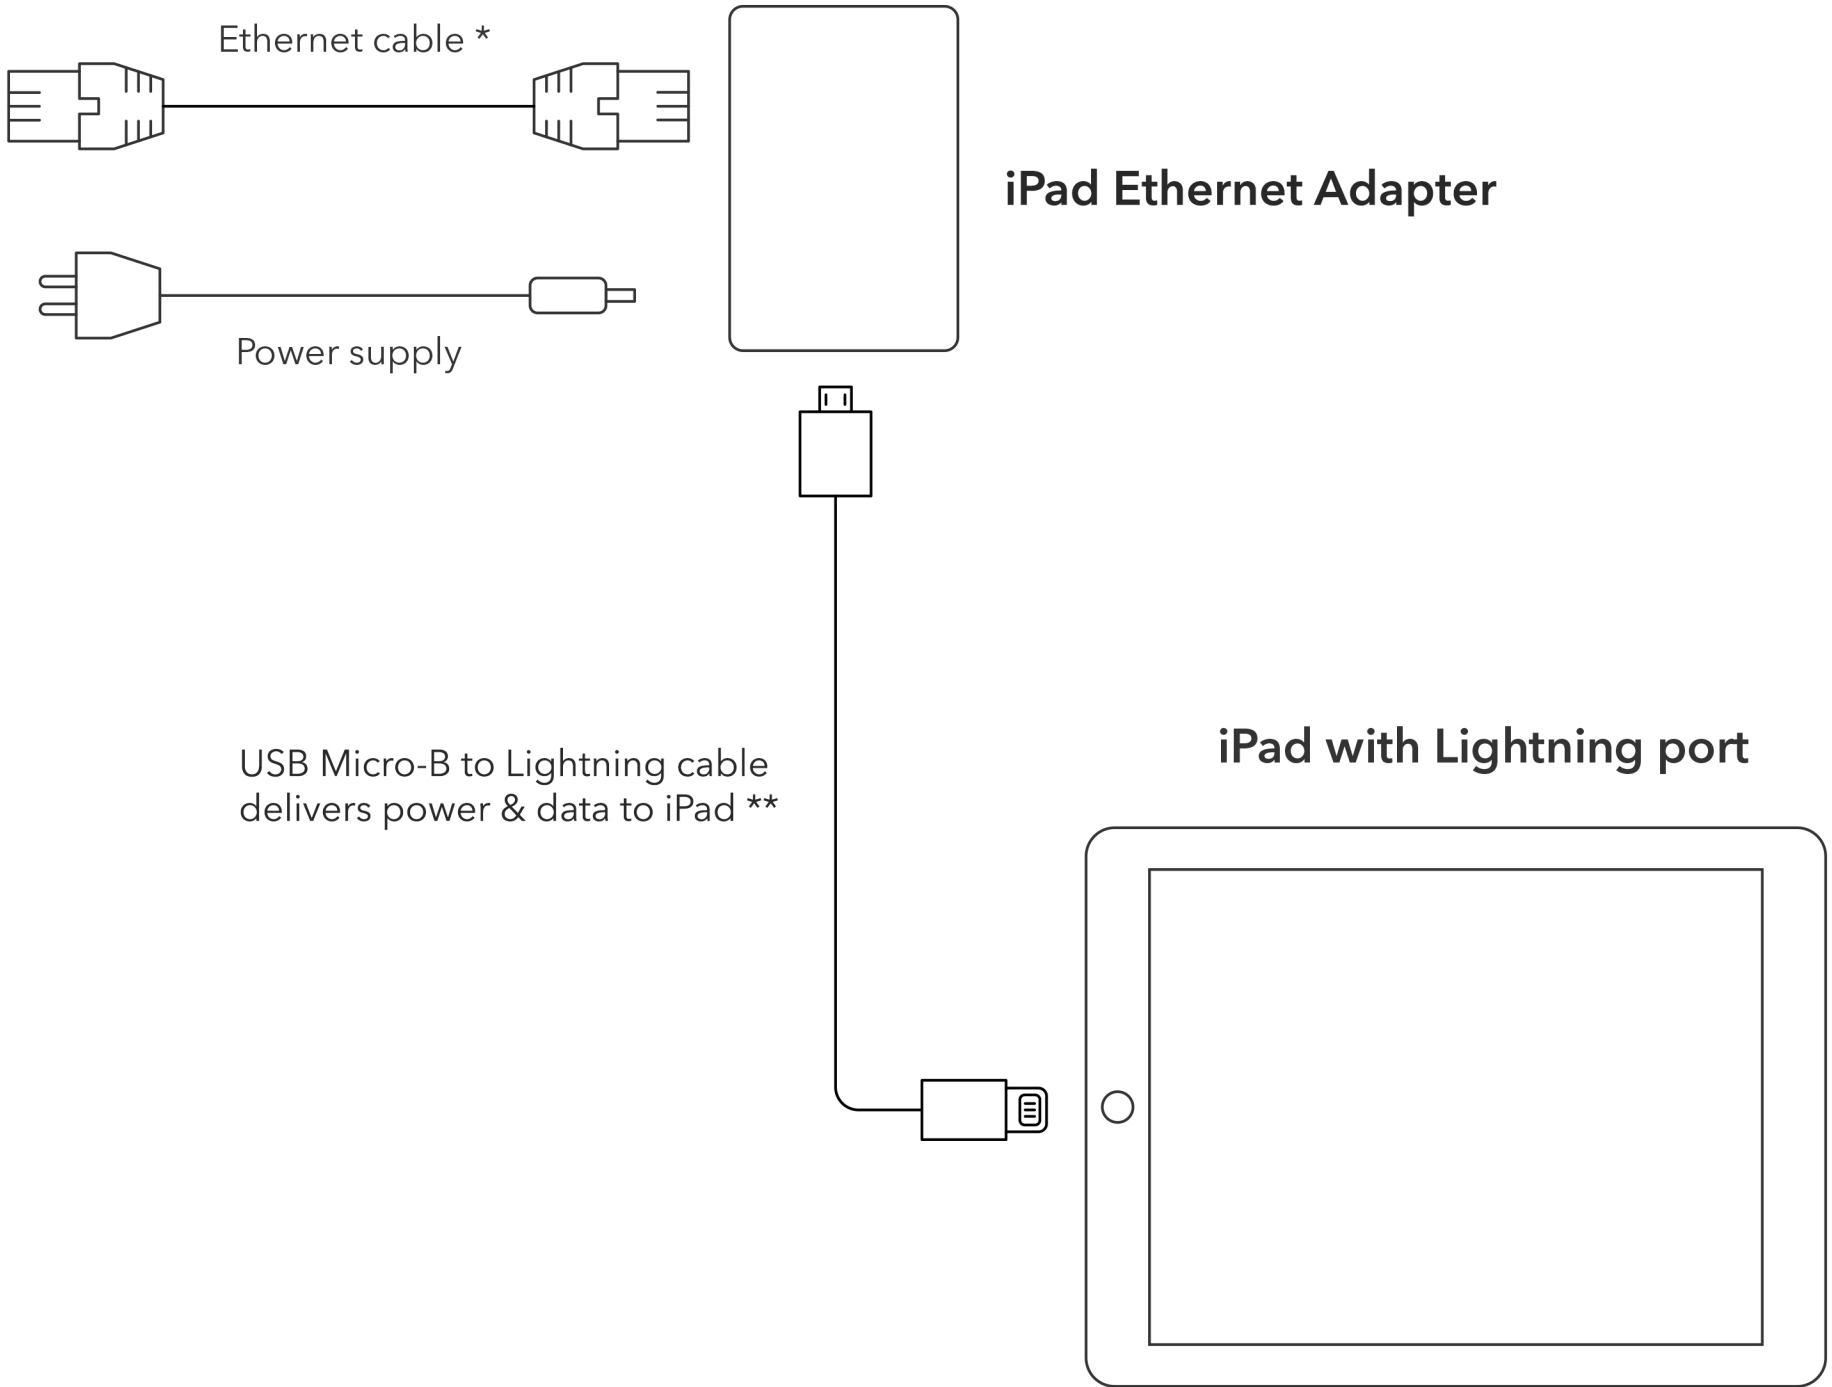 Ethernet cable *
iPad Ethernet Adapter
Power supply
iPad with Lightning port
USB Micro-B to Lightning cable
delivers power & data to iPad **